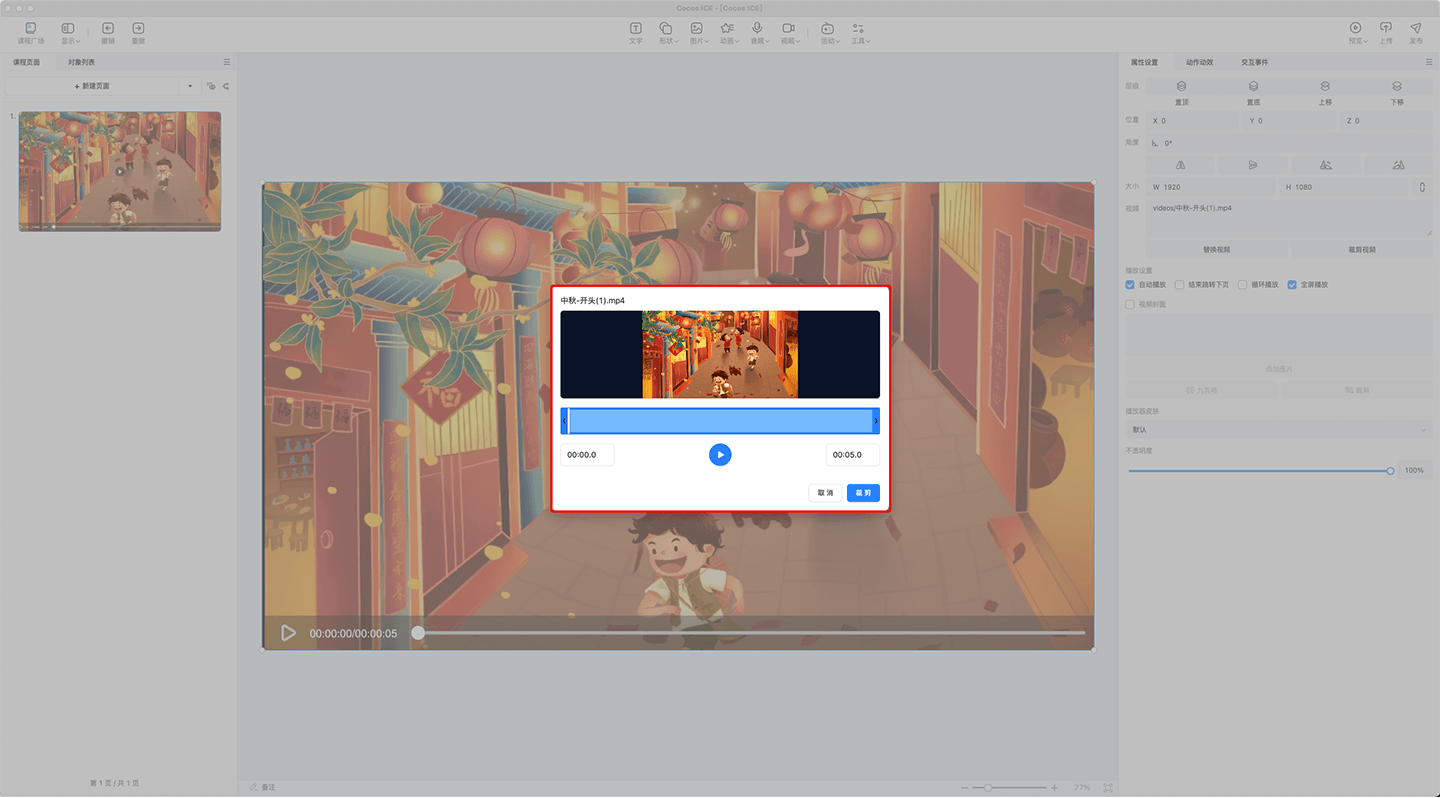 Cocos ICE - [Cocos ICE]
课程广场 显示 撤销 重做 文字 形状 图片 动画 音频 视频 活动 工具 预览 上传 发布
课程页面 对象列表
+ 新建页面
1.
第 1 页 / 共 1 页
福
00:00:00/00:00:05
备注
77%
中秋-开头(1).mp4
00:00.0
00:05.0
取消 裁剪
属性设置 动作动效 交互事件
层级
置顶 置底 上移 下移
位置 X 0 Y 0 Z 0
角度 0°
大小 W 1920 H 1080
视频 videos/中秋-开头(1).mp4
替换视频 裁剪视频
播放设置
自动播放 结束跳转下页 循环播放 全屏播放
视频封面
添加图片
九宫格 裁剪
播放器皮肤
默认
不透明度
100%